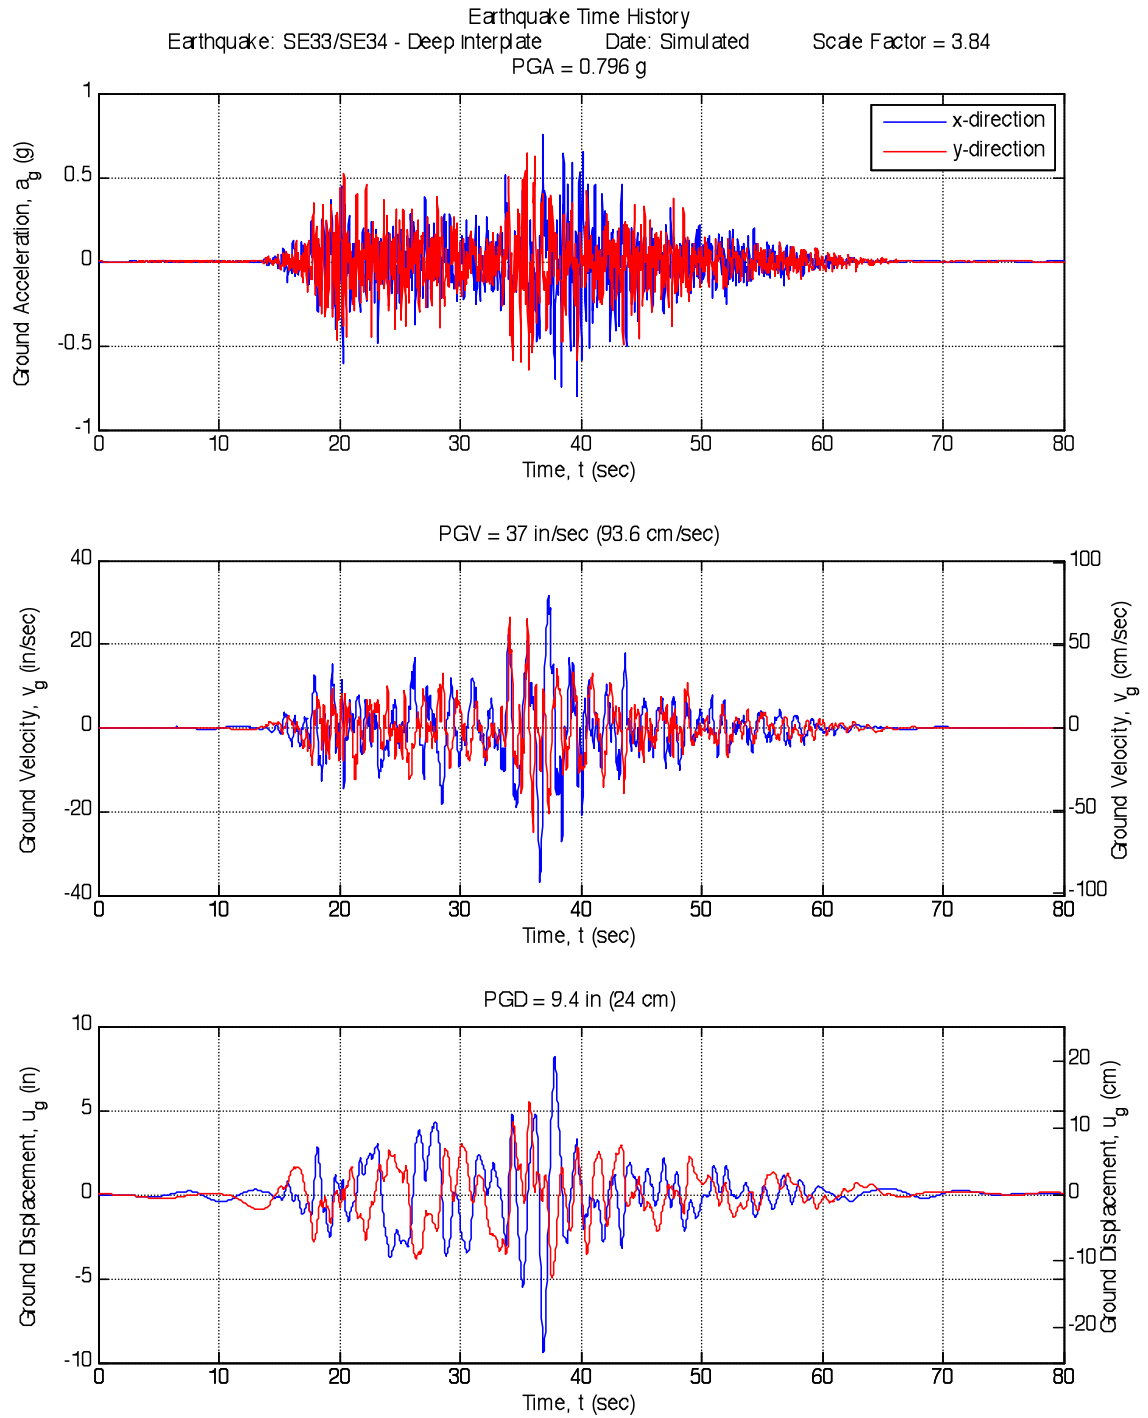 Earthquake Time History
Earthquake: SE33/SE34 - Deep Interplate Date: Simulated Scale Factor = 3.84
PGA = 0.796 g
1
0.5
0
-0.5
-1
Ground Acceleration, a_g (g)
x-direction
y-direction
0 10 20 30 40 50 60 70 80
Time, t (sec)
PGV = 37 in/sec (93.6 cm/sec)
40
20
0
-20
-40
Ground Velocity, v_g (in/sec)
100
50
0
-50
-100
Ground Velocity, v_g (cm/sec)
0 10 20 30 40 50 60 70 80
Time, t (sec)
PGD = 9.4 in (24 cm)
10
5
0
-5
-10
Ground Displacement, u_g (in)
20
10
0
-10
-20
Ground Displacement, u_g (cm)
0 10 20 30 40 50 60 70 80
Time, t (sec)